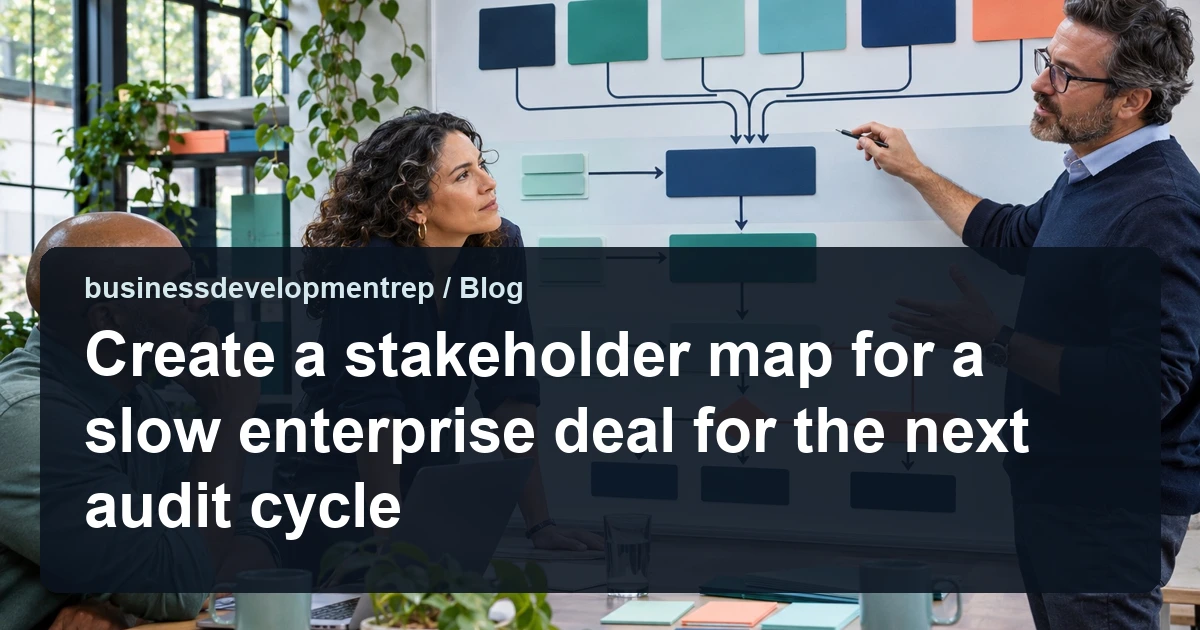 businessdevelopmentrep / Blog
Create a stakeholder map for a
slow enterprise deal for the next
audit cycle